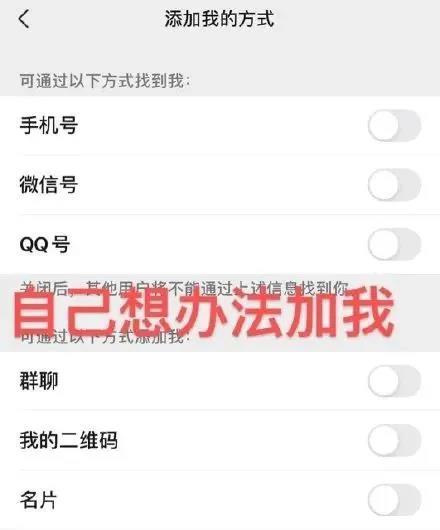 添加我的方式
可通过以下方式找到我：
手机号
微信号
QQ号
关闭后，其他用户将不能通过上述信息找到你。
自己想办法加我
可通过以下方式添加我：
群聊
我的二维码
名片